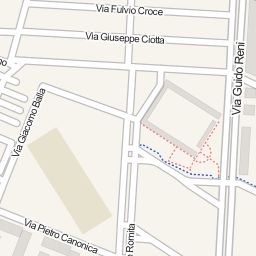 Via Fulvio Croce
Via Giuseppe Ciotta
Via Guido Reni
Via Giacomo Balla
Via Pietro Canonica
Romita